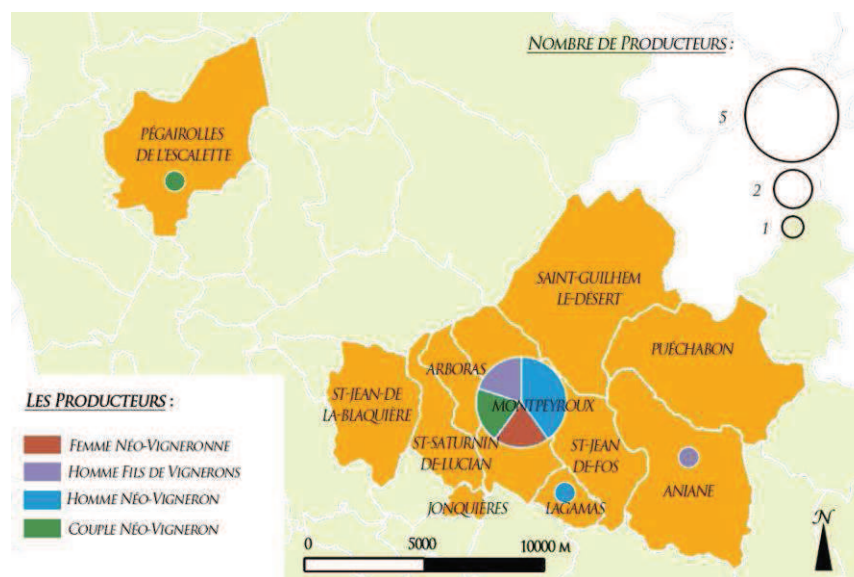 NOMBRE DE PRODUCTEURS :
5
2
1
PÉGAIROLLES
DE L'ESCALETTE
SAINT-GUILHEM
LE-DÉSERT
PUÉCHABON
ARBORAS
MONTPEYROUX
ST-JEAN-DE
LA-BLAQUIÈRE
ST-SATURNIN
DE-LUCIAN
ST-JEAN
DE-FOS
ANIANE
JONQUIÈRES
LAGAMAS
LES PRODUCTEURS :
FEMME NÉO-VIGNERONNE
HOMME FILS DE VIGNERONS
HOMME NÉO-VIGNERON
COUPLE NÉO-VIGNERON
0 5000 10000 M
N